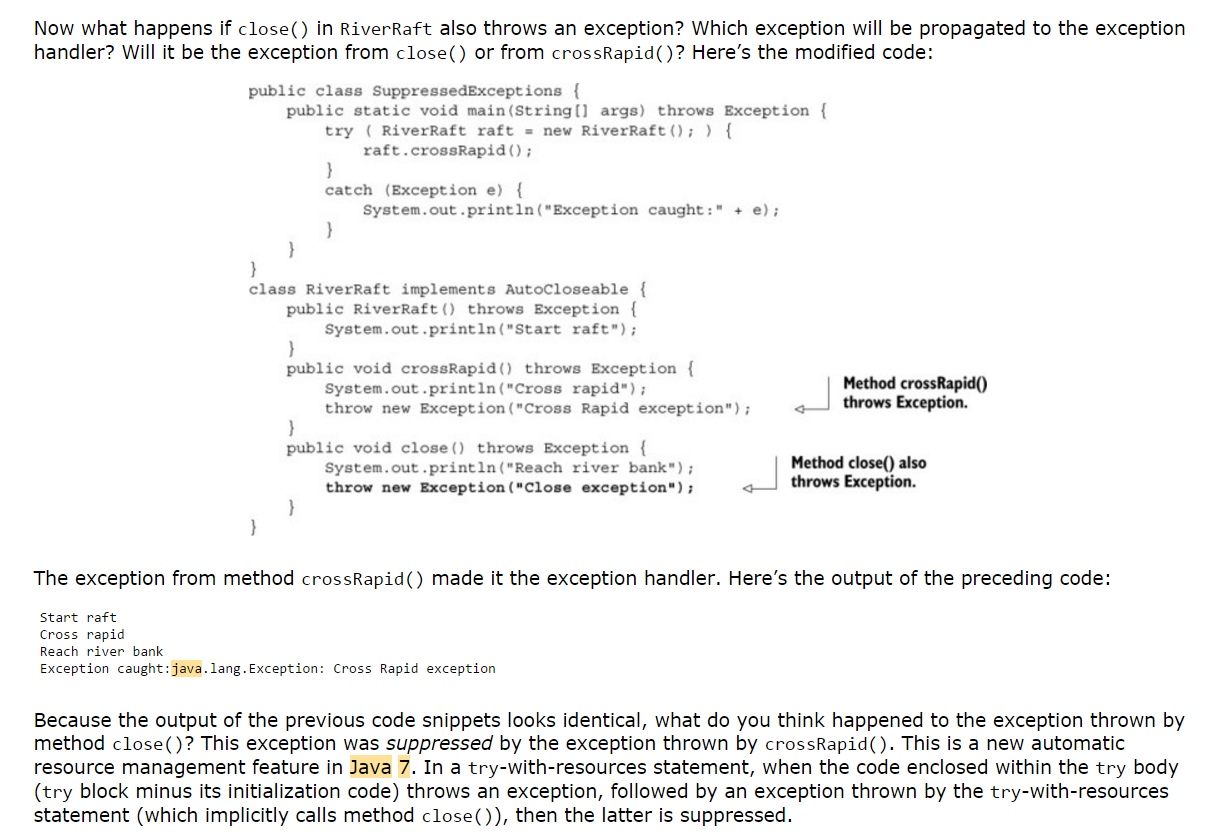 Now what happens if close() in RiverRaft also throws an exception? Which exception will be propagated to the exception
handler? Will it be the exception from close() or from crossRapid()? Here’s the modified code:
public class SuppressedExceptions {
    public static void main(String[] args) throws Exception {
        try ( RiverRaft raft = new RiverRaft(); ) {
            raft.crossRapid();
        }
        catch (Exception e) {
            System.out.println("Exception caught:" + e);
        }
    }
}
class RiverRaft implements AutoCloseable {
    public RiverRaft() throws Exception {
        System.out.println("Start raft");
    }
    public void crossRapid() throws Exception {
        System.out.println("Cross rapid");
        throw new Exception("Cross Rapid exception");
    }
    public void close() throws Exception {
        System.out.println("Reach river bank");
        throw new Exception("Close exception");
    }
}
Method crossRapid()
throws Exception.
Method close() also
throws Exception.
The exception from method crossRapid() made it the exception handler. Here’s the output of the preceding code:
Start raft
Cross rapid
Reach river bank
Exception caught:java.lang.Exception: Cross Rapid exception
Because the output of the previous code snippets looks identical, what do you think happened to the exception thrown by
method close()? This exception was suppressed by the exception thrown by crossRapid(). This is a new automatic
resource management feature in Java 7. In a try-with-resources statement, when the code enclosed within the try body
(try block minus its initialization code) throws an exception, followed by an exception thrown by the try-with-resources
statement (which implicitly calls method close()), then the latter is suppressed.